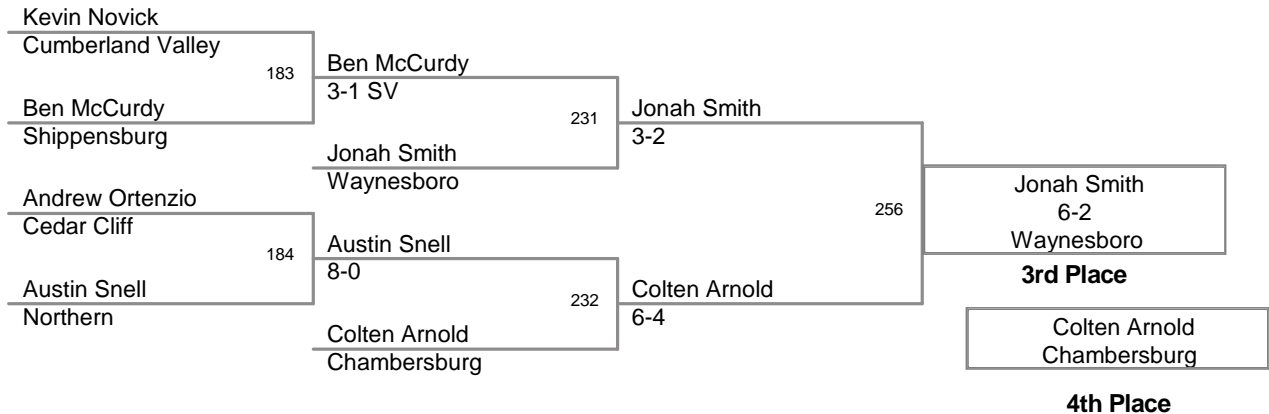 Kevin Novick
Cumberland Valley
183
Ben McCurdy
Shippensburg
Ben McCurdy
3-1 SV
231
Jonah Smith
Waynesboro
Andrew Ortenzio
Cedar Cliff
184
Austin Snell
Northern
Austin Snell
8-0
232
Colten Arnold
Chambersburg
Jonah Smith
3-2
256
Colten Arnold
6-4
Jonah Smith
6-2
Waynesboro
3rd Place
Colten Arnold
Chambersburg
4th Place